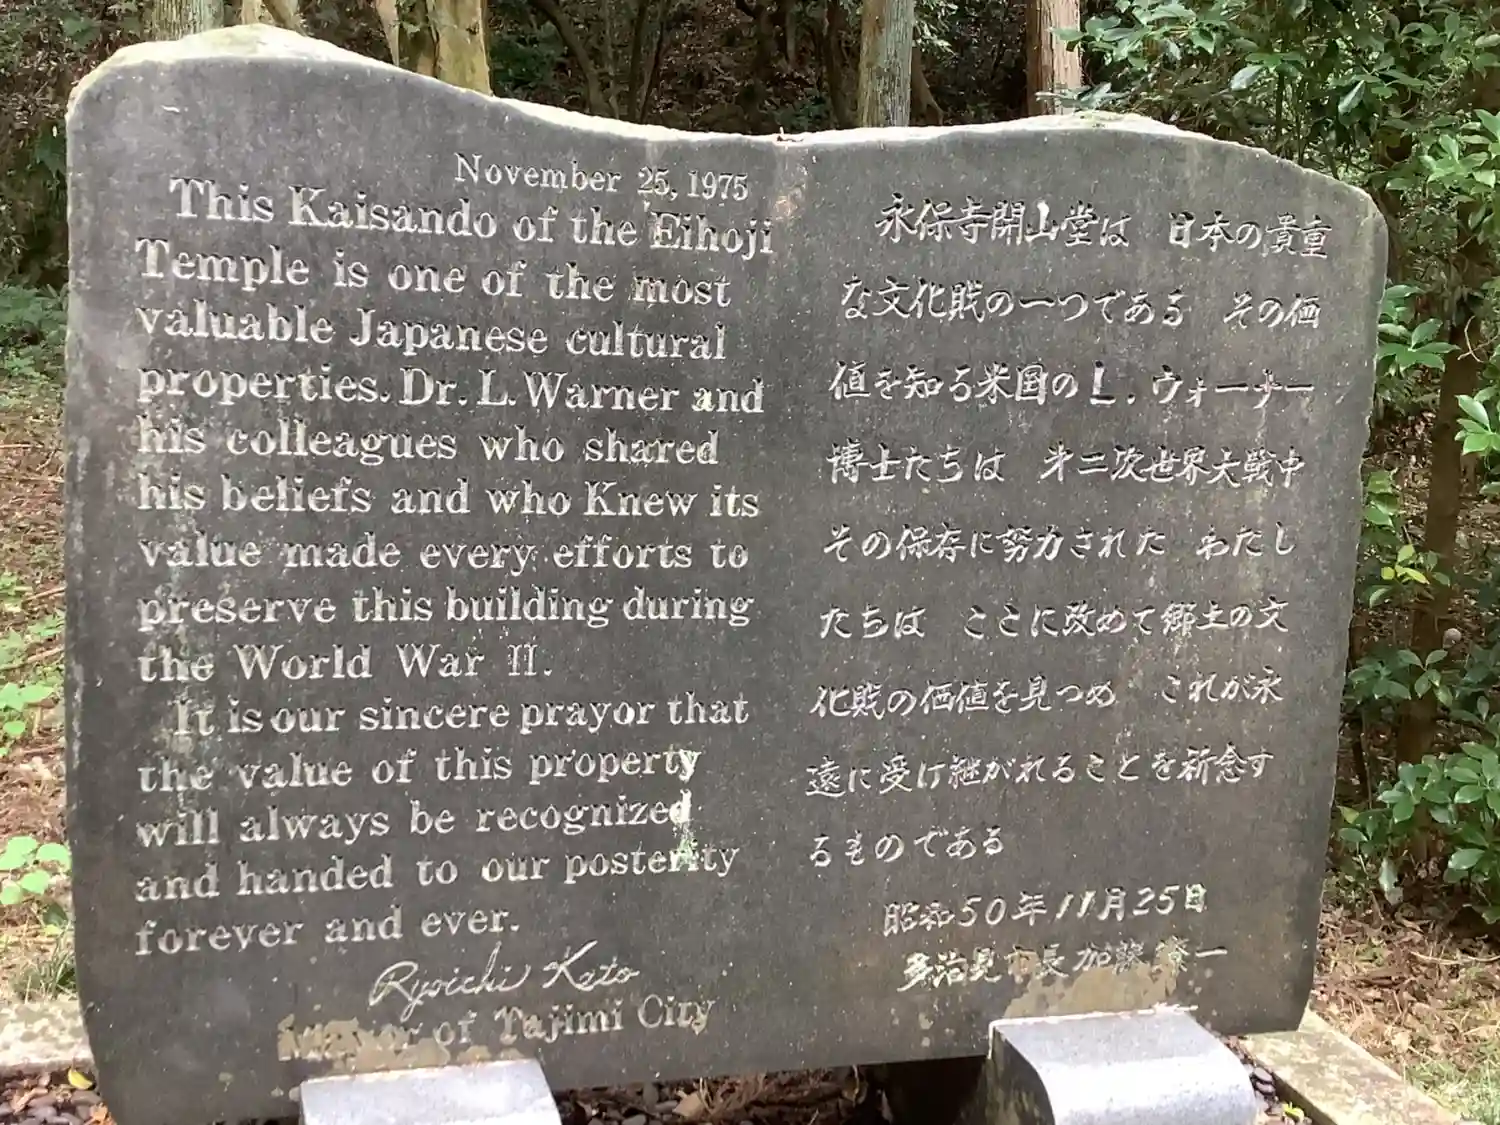 November 25, 1975
This Kaisando of the Eihoji
Temple is one of the most
valuable Japanese cultural
properties. Dr. L. Warner and
his colleagues who shared
his beliefs and who Knew its
value made every efforts to
preserve this building during
the World War II.
It is our sincere prayor that
the value of this property
will always be recognized
and handed to our posterity
forever and ever.
Ryoichi Kato
Mayor of Tajimi City
永保寺開山堂は 日本の貴重
な文化財の一つである その価
値を知る米国のL.ウォーナー
博士たちは 第二次世界大戦中
その保存に努力された わたし
たちは ここに改めて郷土の文
化財の価値を見つめ これが永
遠に受け継がれることを祈念す
るものである
昭和50年11月25日
多治見市長 加藤 一